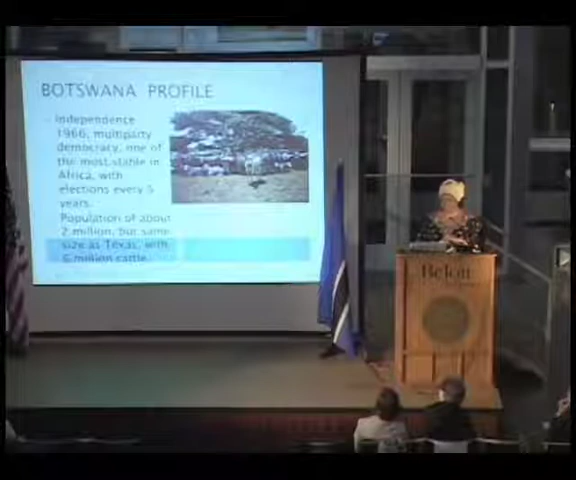 BOTSWANA PROFILE
Independence
1966, multiparty
democracy, one of
the most stable in
Africa, with
elections every 5
years.
Population of about
2 million, but same
size as Texas, with
6 million cattle.
Beloit